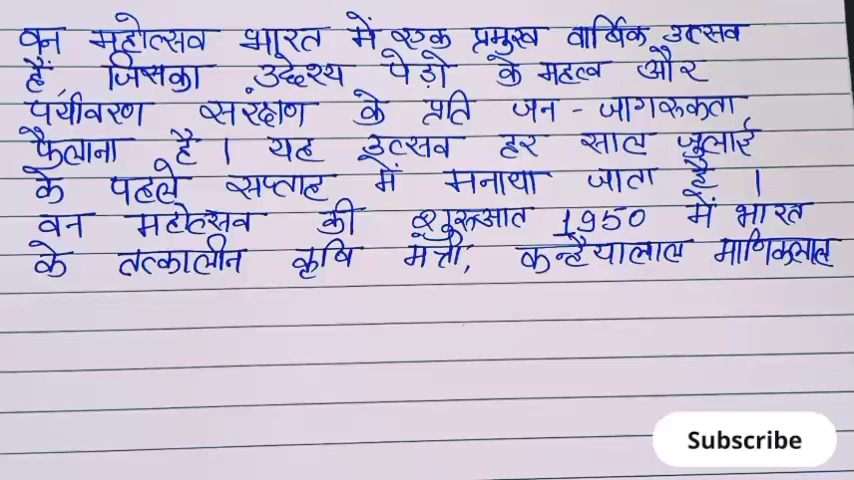 वन महोत्सव भारत में एक प्रमुख वार्षिक उत्सव
है, जिसका उद्देश्य पेड़ो के महत्व और
पर्यावरण सरंक्षण के प्रति जन - जागरूकता
फैलाना है । यह उत्सव हर साल जुलाई
के पहले सप्ताह में मनाया जाता है ।
वन महोत्सव की शुरूआत 1950 में भारत
के तत्कालीन कृषि मंत्री, कन्हैयालाल माणिकलाल
Subscribe